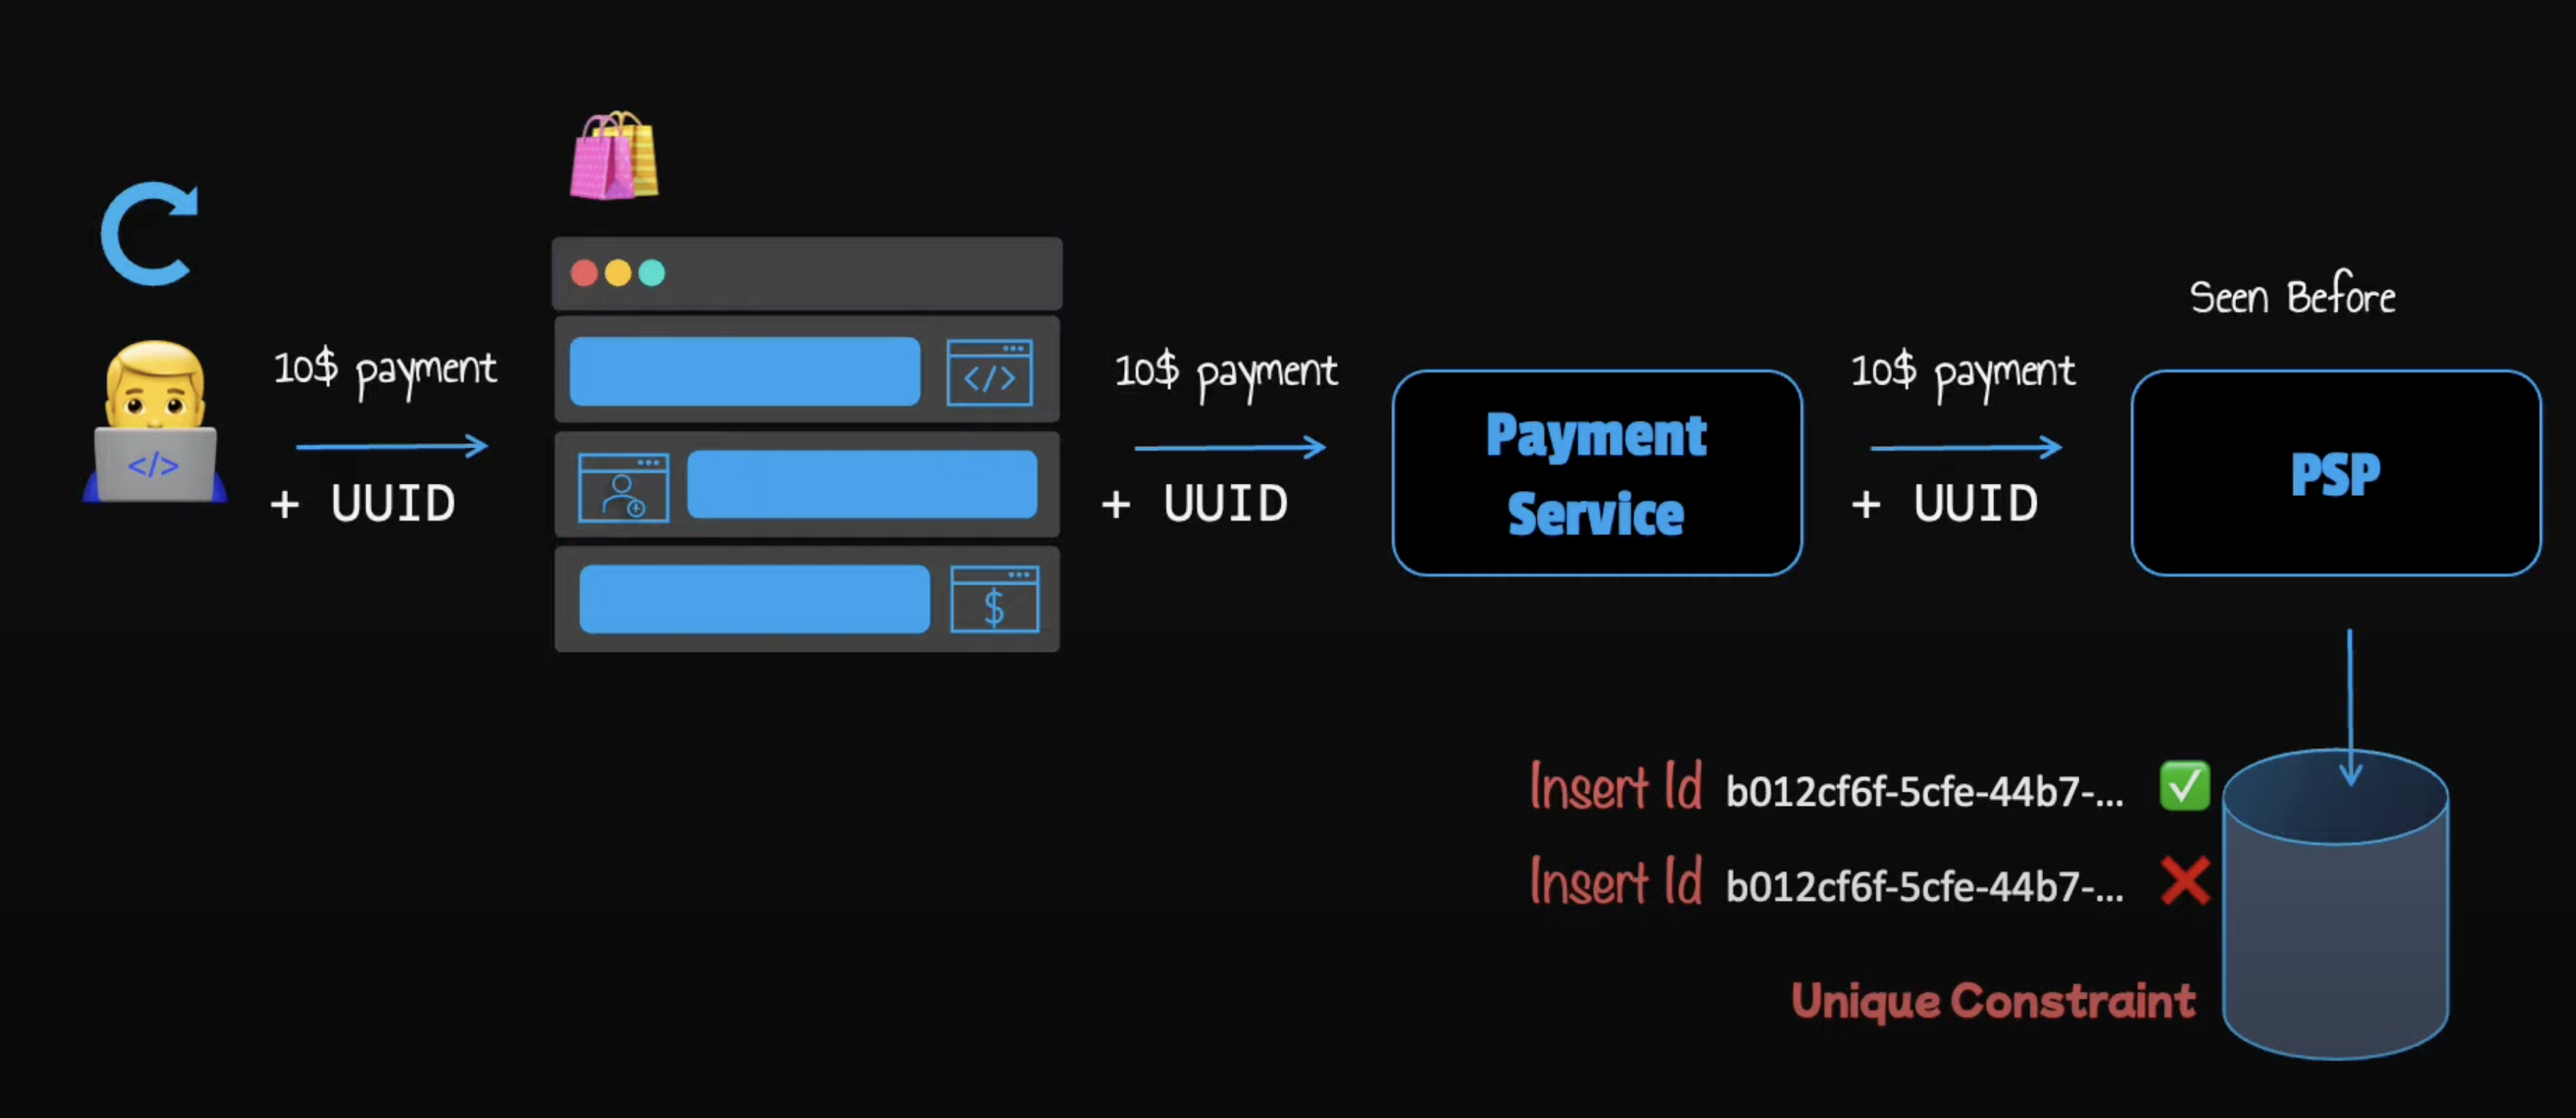 10$ payment
+ UUID
</>
</>
$
10$ payment
+ UUID
Payment
Service
10$ payment
+ UUID
Seen Before
PSP
Insert Id b012cf6f-5cfe-44b7-...
Insert Id b012cf6f-5cfe-44b7-...
Unique Constraint